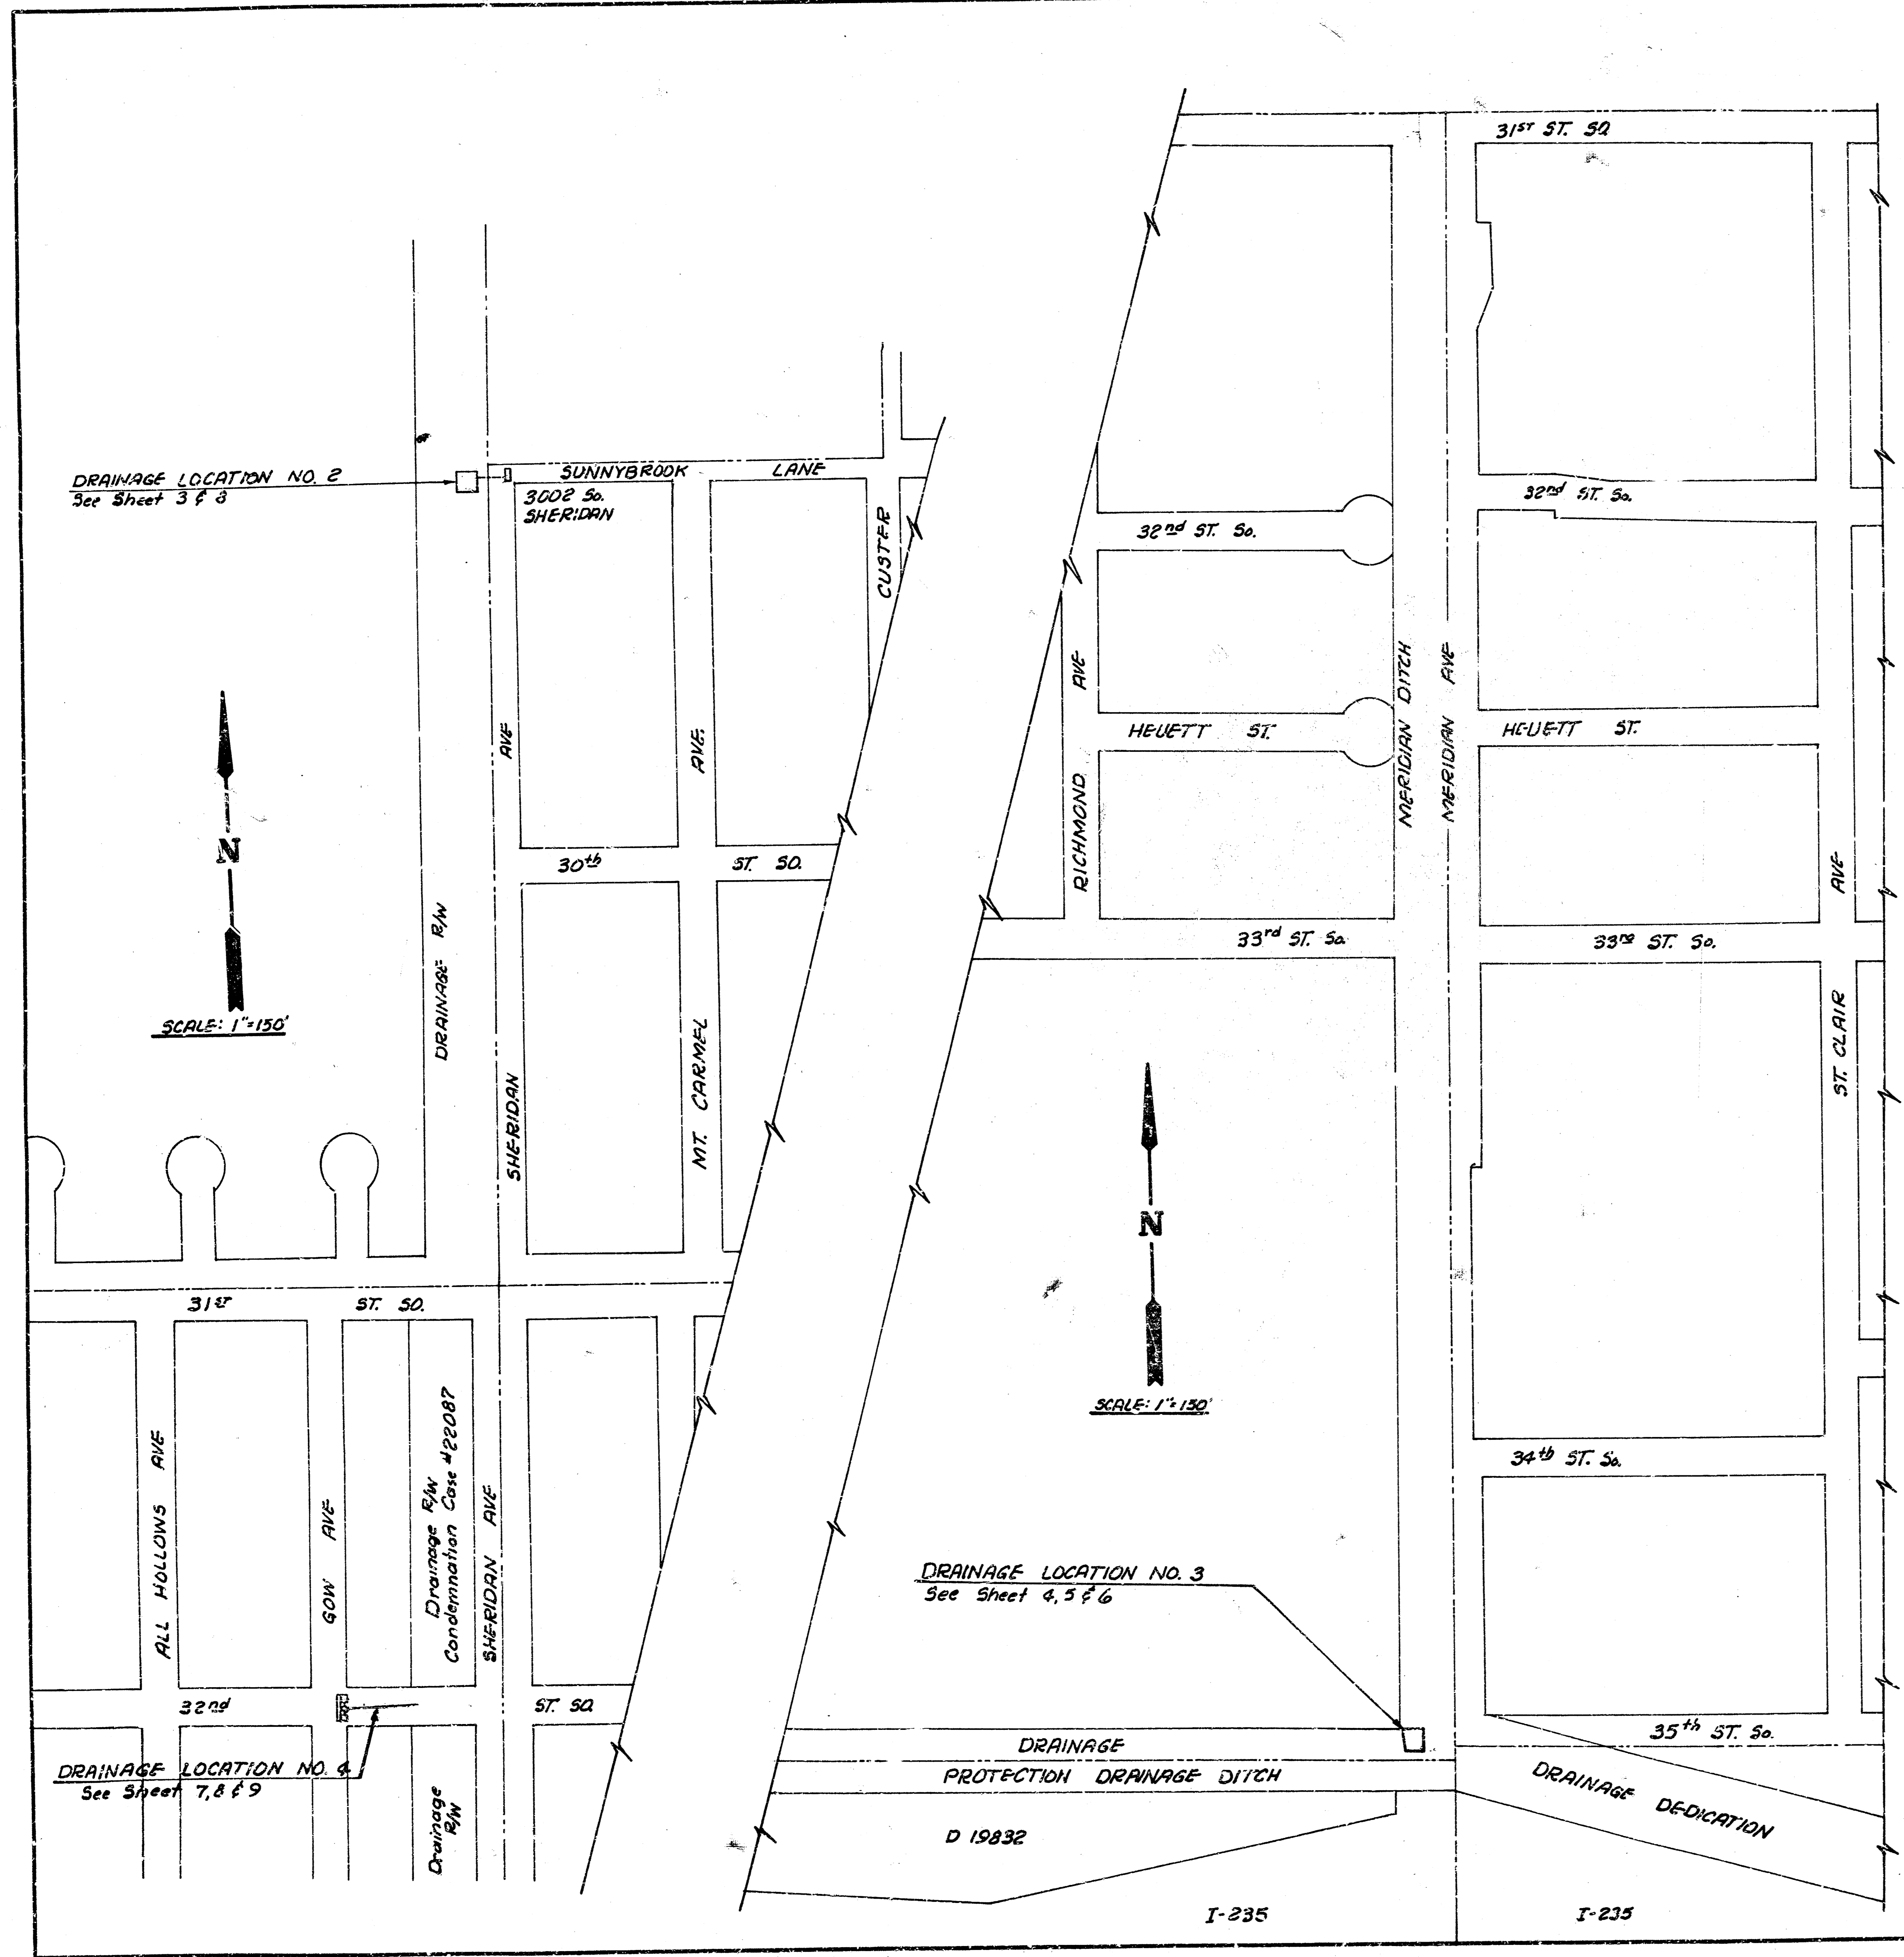 31ST ST. SO.
DRAINAGE LOCATION NO. 2
See Sheet 3 & 8
SUNNYBROOK LANE
3002 So.
SHERIDAN
CUSTER
32nd ST. So.
32nd ST. So.
RICHMOND AVE
HEWETT ST.
HEWETT ST.
MERIDIAN DITCH
MERIDIAN AVE
N
SCALE: 1"=150'
DRAINAGE R/W
SHERIDAN AVE
MT. CARMEL AVE.
30th ST. SO.
33rd ST. So.
33rd ST. So.
ST. CLAIR AVE
N
SCALE: 1"=150'
31ST ST. SO.
ALL HOLLOWS AVE
GOW AVE
Drainage R/W
Condemnation Case #22087
SHERIDAN AVE
34th ST. So.
DRAINAGE LOCATION NO. 3
See Sheet 4, 5 & 6
32nd ST. SO.
DRAINAGE LOCATION NO. 4
See Sheet 7, 8 & 9
Drainage
R/W
DRAINAGE
PROTECTION DRAINAGE DITCH
35th ST. So.
DRAINAGE DEDICATION
D 19832
I-235
I-235